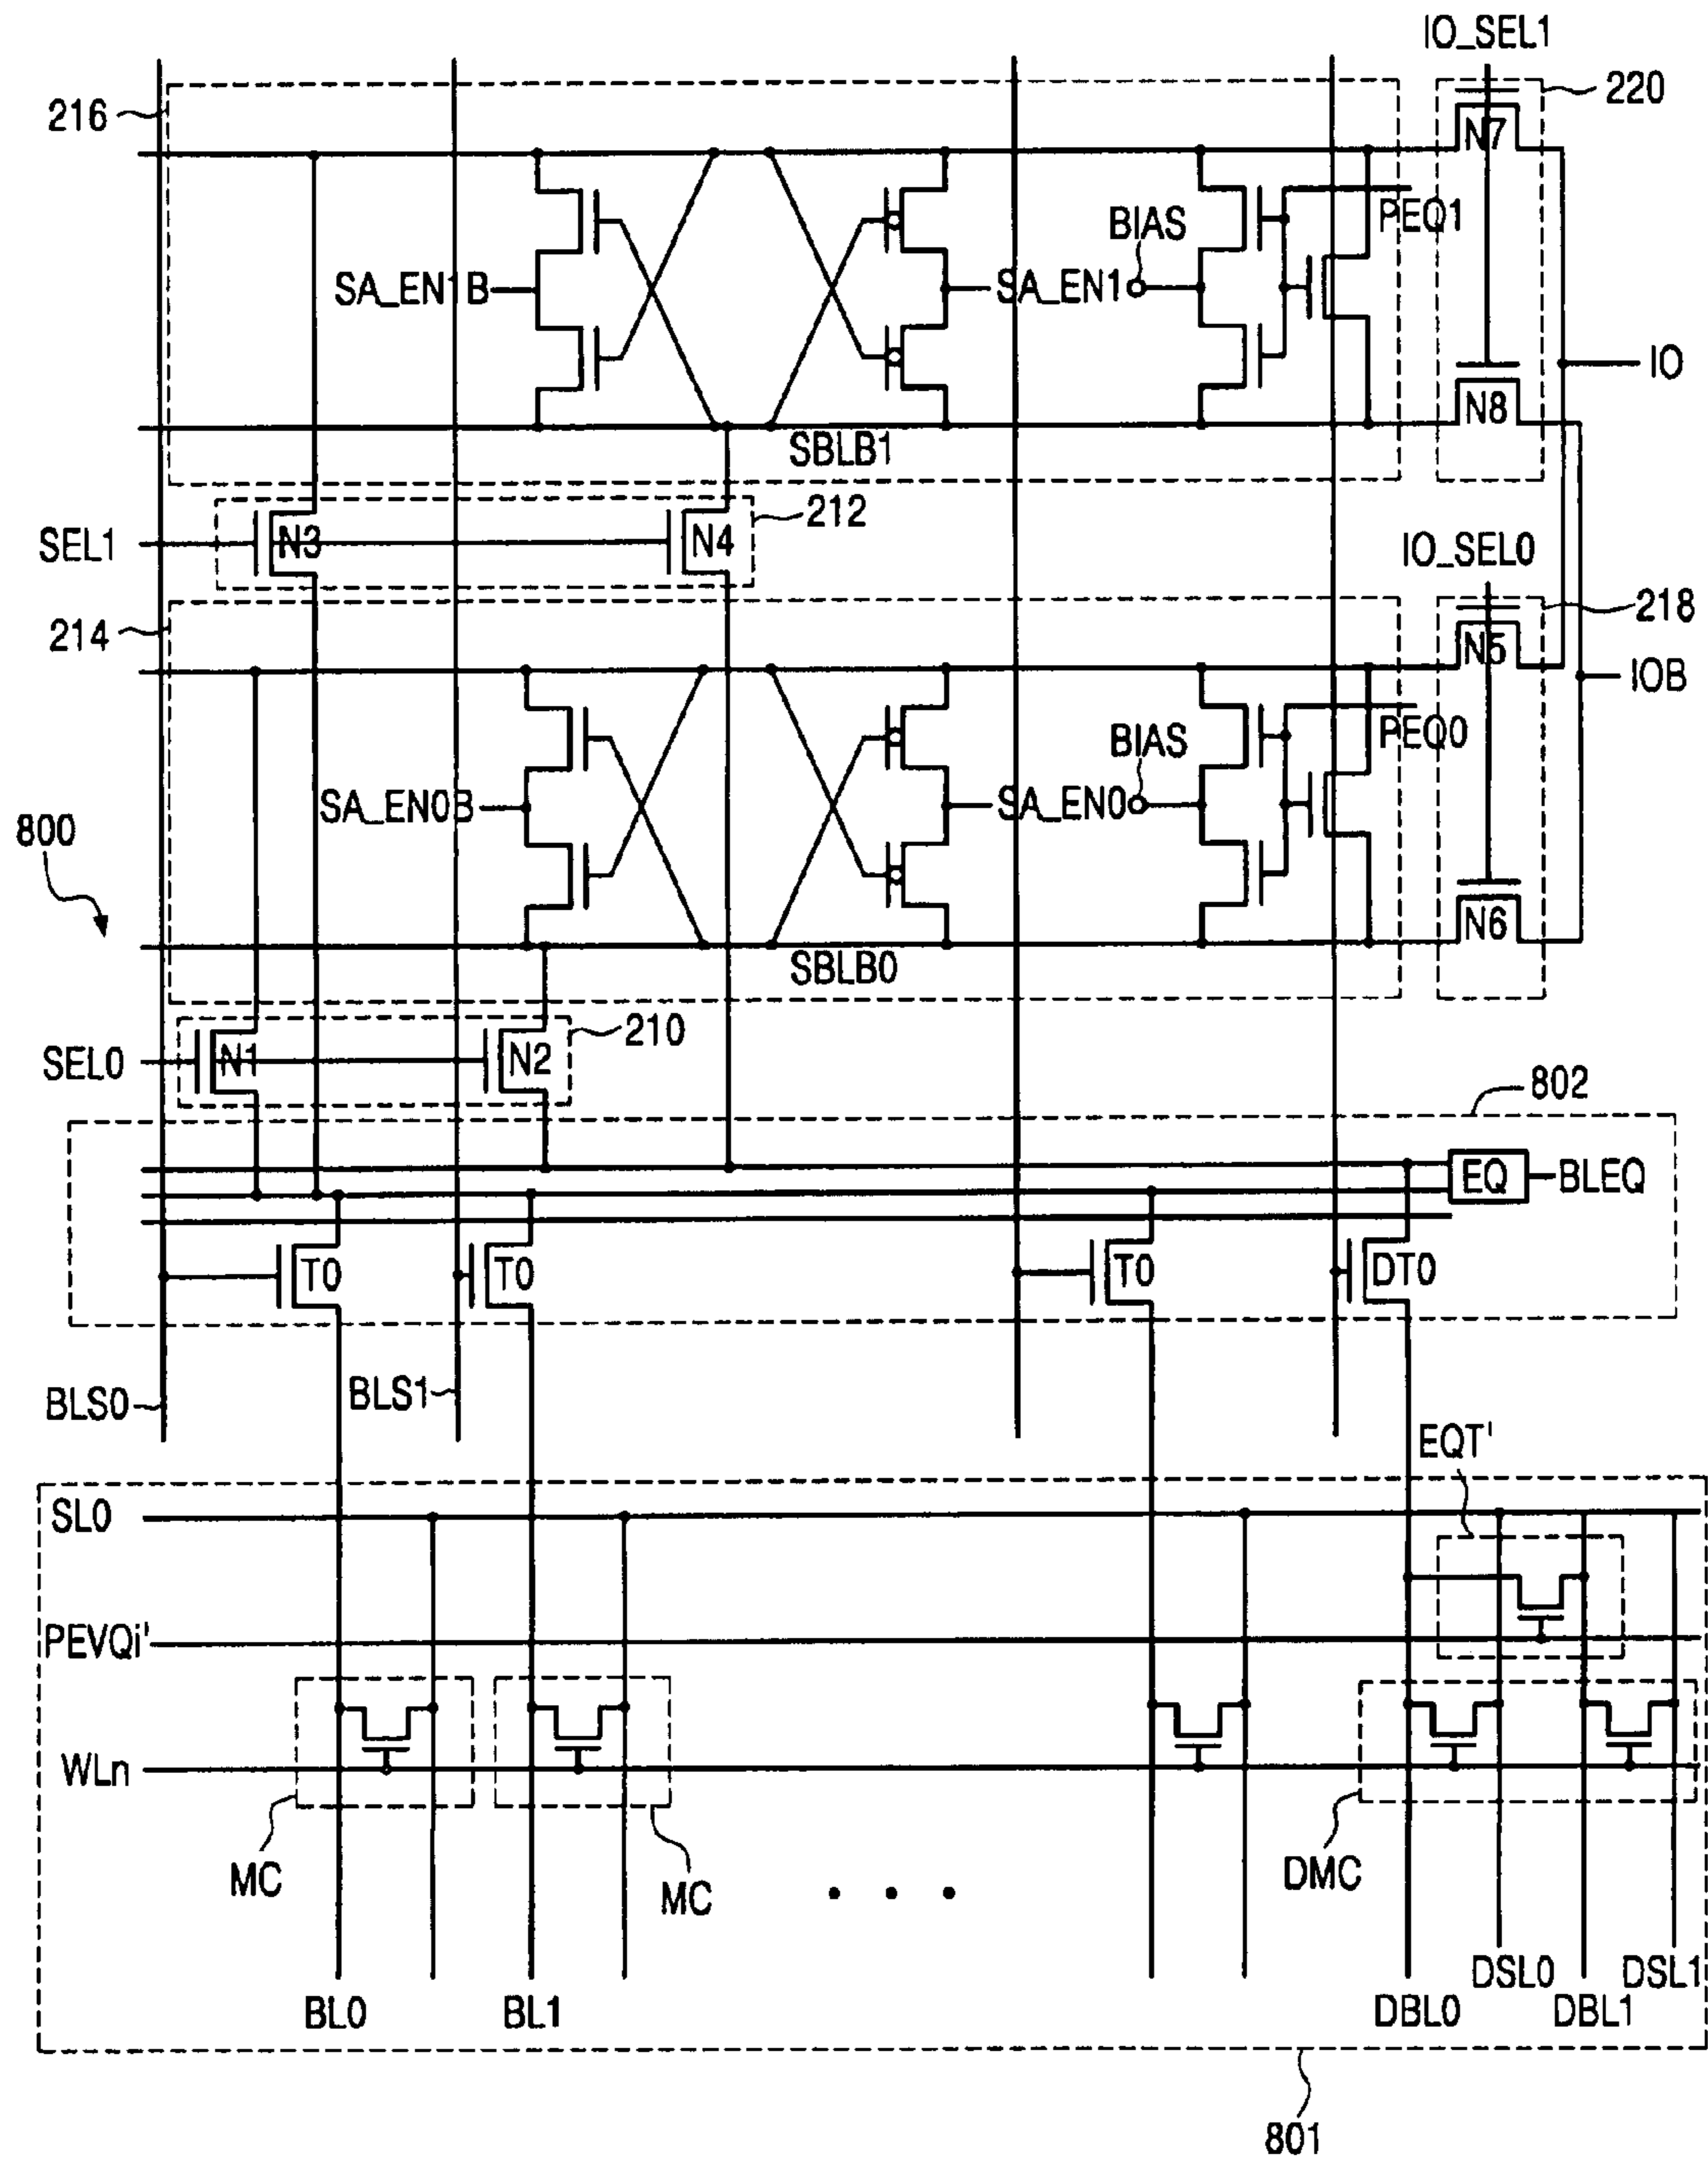 IO_SEL1
216
220
N7
PEQ1
BIAS
SA_EN1B
SA_EN1
IO
N8
SBLB1
212
SEL1
N3
N4
IO_SEL0
214
218
N5
IOB
PEQ0
BIAS
SA_EN0B
SA_EN0
800
N6
SBLB0
210
SEL0
N1
N2
802
EQ
BLEQ
T0
T0
T0
DT0
BLS0
BLS1
EQT'
SL0
PEVQi'
WLn
MC
MC
. . .
DMC
BL0
BL1
DBL0
DSL0
DBL1
DSL1
801